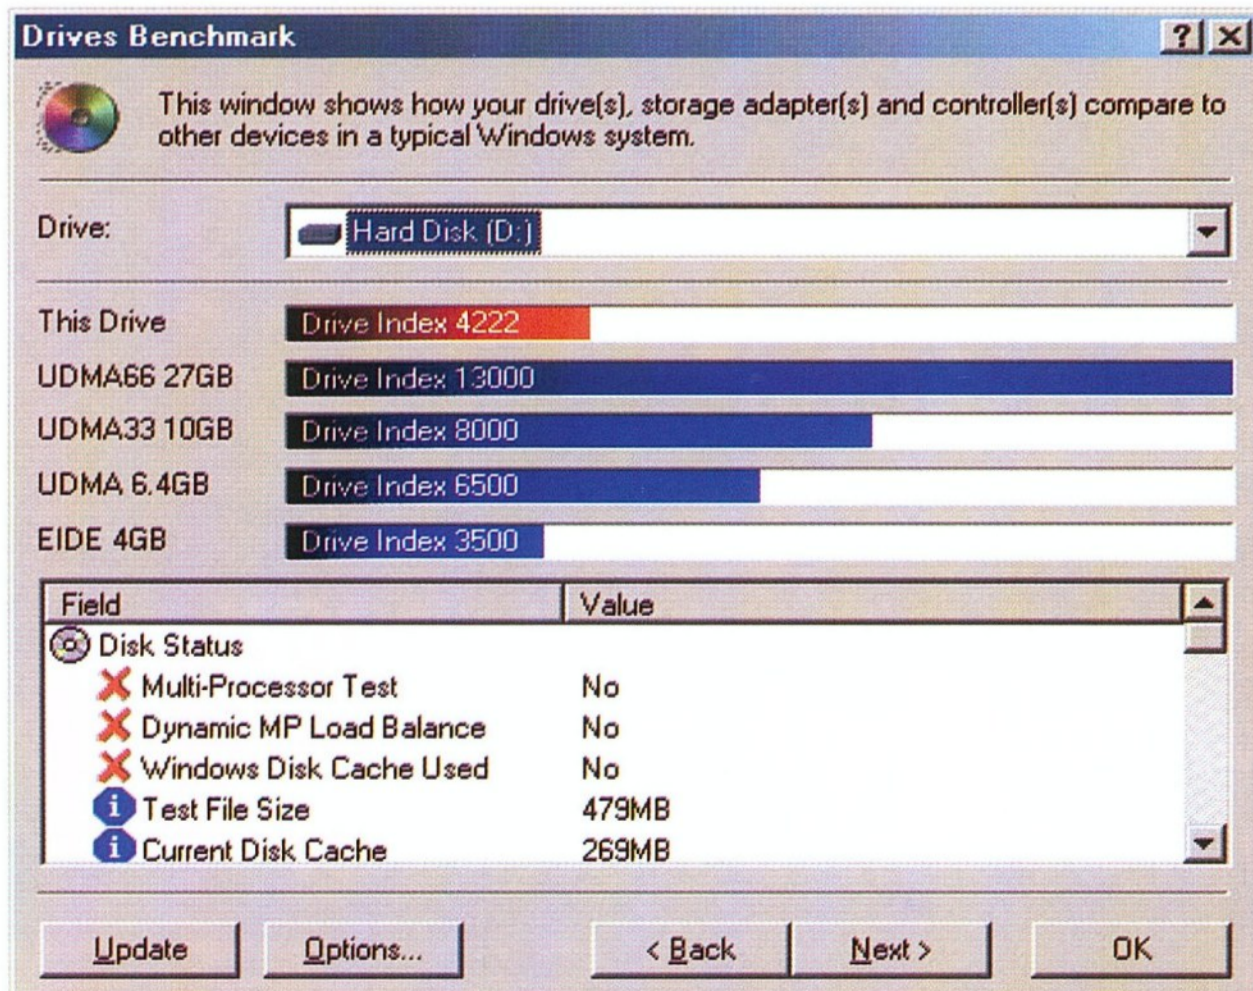 Drives Benchmark
This window shows how your drive(s), storage adapter(s) and controller(s) compare to
other devices in a typical Windows system.
Drive:
Hard Disk (D:)
This Drive
Drive Index 4222
UDMA66 27GB
Drive Index 13000
UDMA33 10GB
Drive Index 8000
UDMA 6.4GB
Drive Index 6500
EIDE 4GB
Drive Index 3500
Field Value
Disk Status
Multi-Processor Test No
Dynamic MP Load Balance No
Windows Disk Cache Used No
Test File Size 479MB
Current Disk Cache 269MB
Update Options... < Back Next > OK